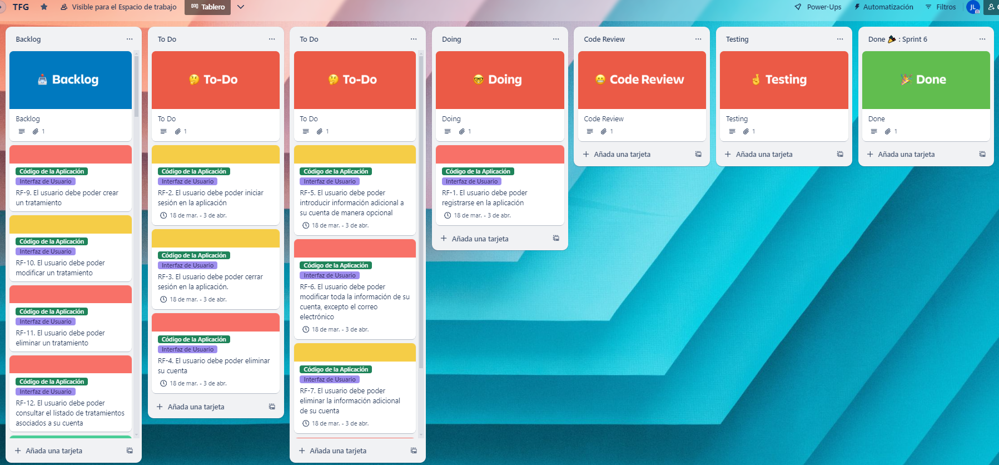 TFG
Visible para el Espacio de trabajo
Tablero
Power-Ups
Automatización
Filtros
JL
Backlog
Backlog
Backlog
1
Código de la Aplicación
Interfaz de Usuario
RF-9. El usuario debe poder crear
un tratamiento
Código de la Aplicación
Interfaz de Usuario
RF-10. El usuario debe poder
modificar un tratamiento
Código de la Aplicación
Interfaz de Usuario
RF-11. El usuario debe poder
eliminar un tratamiento
Código de la Aplicación
Interfaz de Usuario
RF-12. El usuario debe poder
consultar el listado de tratamientos
asociados a su cuenta
Añada una tarjeta
To Do
To-Do
To Do
1
Código de la Aplicación
Interfaz de Usuario
RF-2. El usuario debe poder iniciar
sesión en la aplicación
18 de mar. - 3 de abr.
Código de la Aplicación
Interfaz de Usuario
RF-3. El usuario debe poder cerrar
sesión en la aplicación.
18 de mar. - 3 de abr.
Código de la Aplicación
Interfaz de Usuario
RF-4. El usuario debe poder eliminar
su cuenta
18 de mar. - 3 de abr.
Añada una tarjeta
To Do
To-Do
To Do
1
Código de la Aplicación
Interfaz de Usuario
RF-5. El usuario debe poder
introducir información adicional a
su cuenta de manera opcional
18 de mar. - 3 de abr.
Código de la Aplicación
Interfaz de Usuario
RF-6. El usuario debe poder
modificar toda la información de su
cuenta, excepto el correo
electrónico
18 de mar. - 3 de abr.
Código de la Aplicación
Interfaz de Usuario
RF-7. El usuario debe poder
eliminar la información adicional
de su cuenta
18 de mar. - 3 de abr.
Añada una tarjeta
Doing
Doing
Doing
1
Código de la Aplicación
Interfaz de Usuario
RF-1. El usuario debe poder
registrarse en la aplicación
18 de mar. - 3 de abr.
Añada una tarjeta
Code Review
Code Review
Code Review
1
Añada una tarjeta
Testing
Testing
Testing
1
Añada una tarjeta
Done 🎉 : Sprint 6
Done
Done
1
Añada una tarjeta